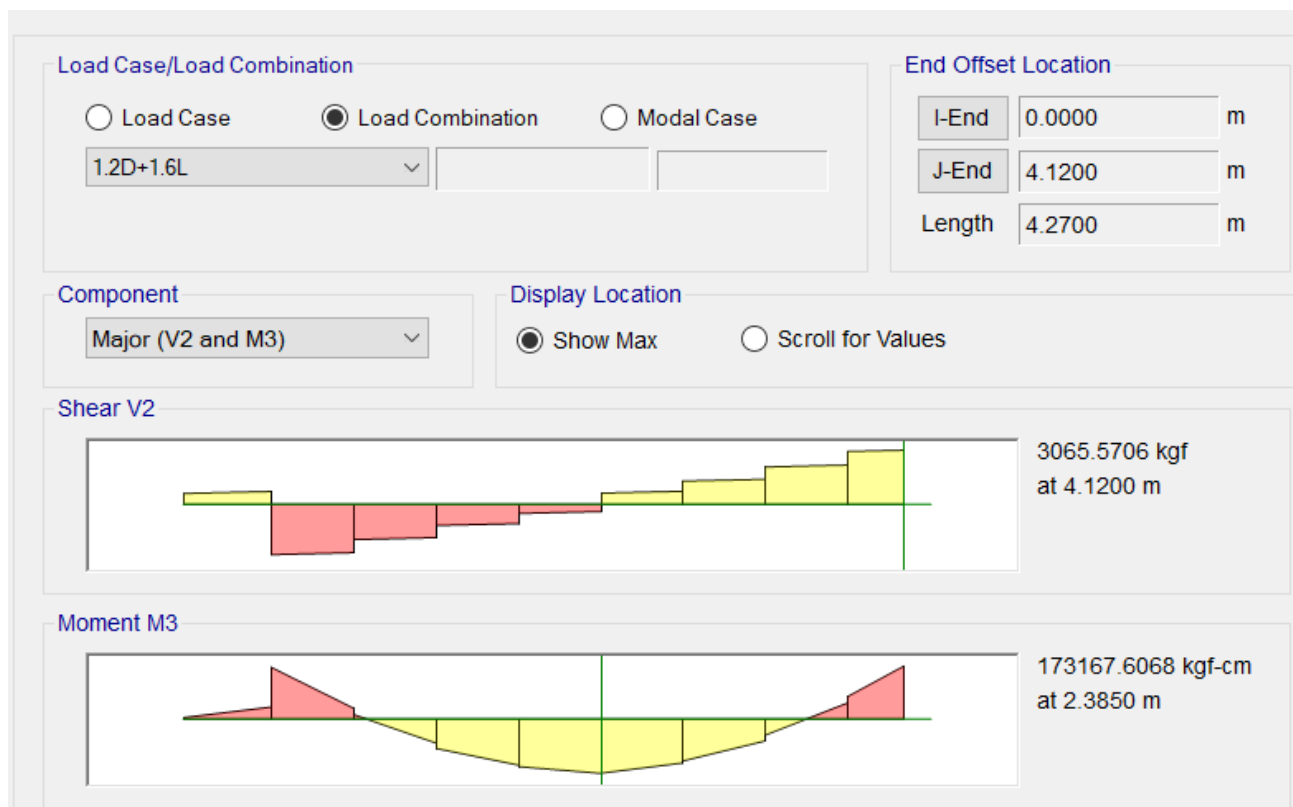 Load Case/Load Combination
Load Case
Load Combination
Modal Case
1.2D+1.6L
End Offset Location
I-End 0.0000 m
J-End 4.1200 m
Length 4.2700 m
Component
Major (V2 and M3)
Display Location
Show Max
Scroll for Values
Shear V2
3065.5706 kgf
at 4.1200 m
Moment M3
173167.6068 kgf-cm
at 2.3850 m